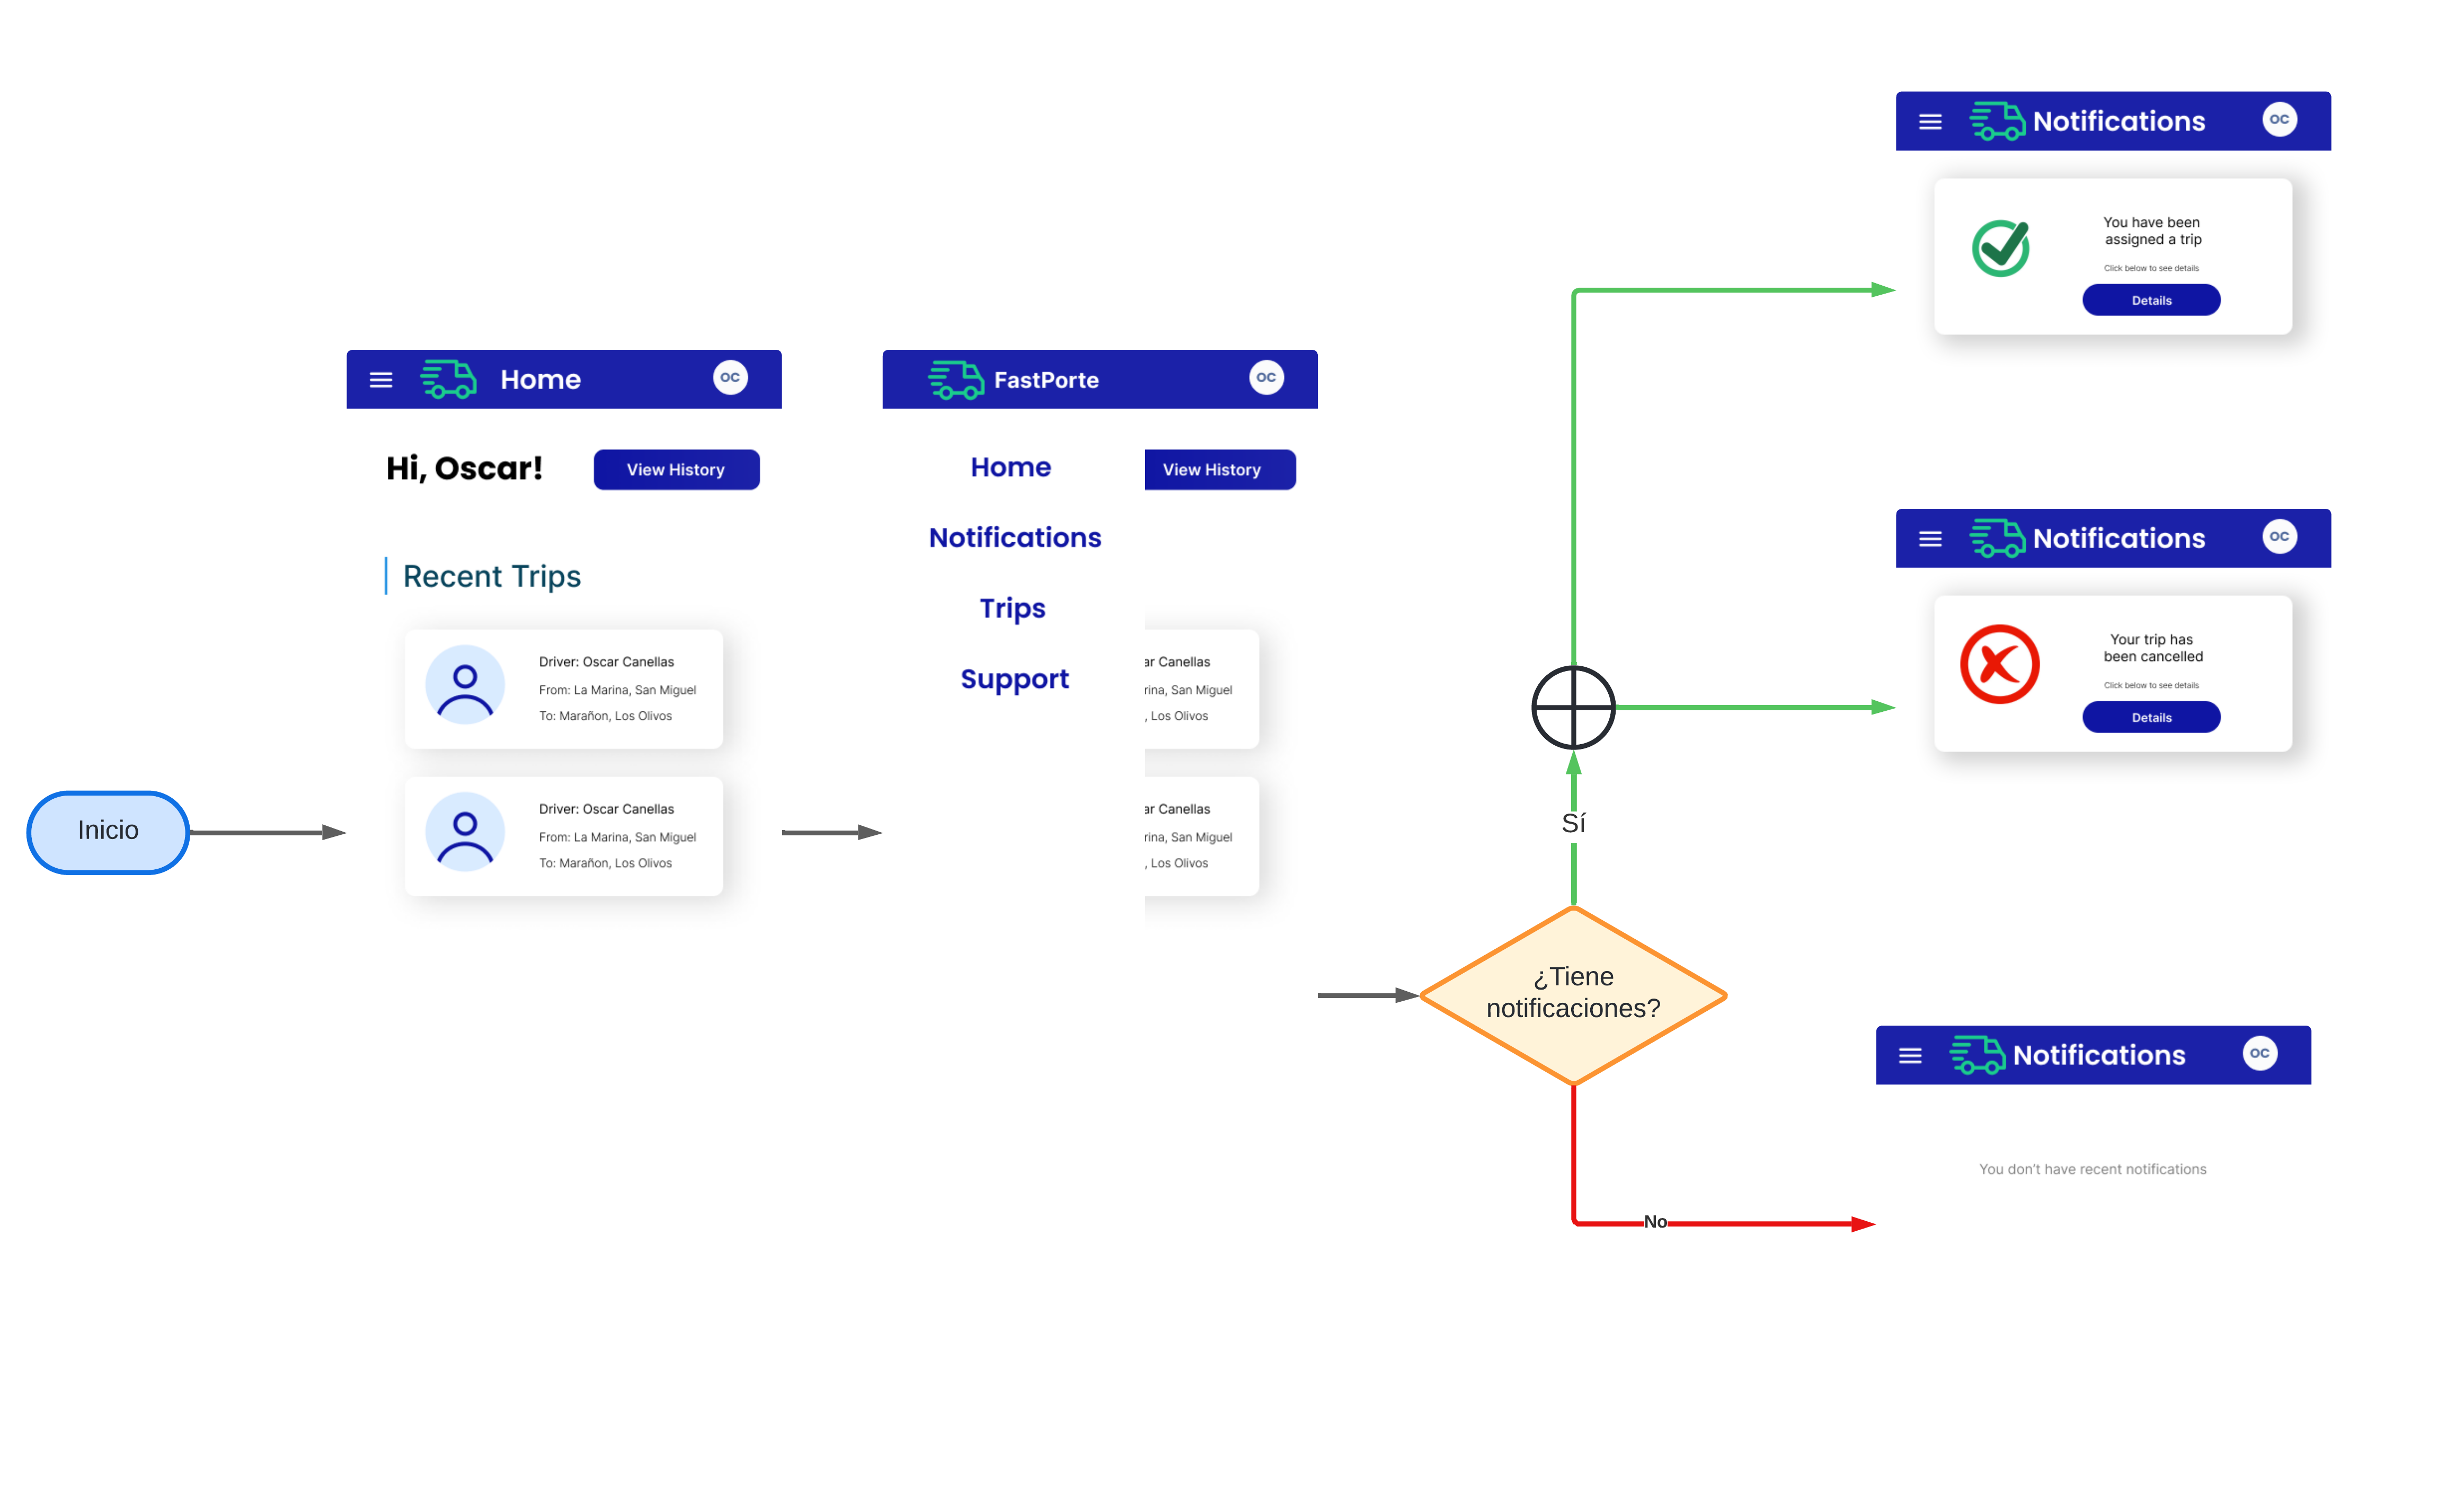 Inicio
Home
OC
Hi, Oscar!
View History
Recent Trips
Driver: Oscar Canellas
From: La Marina, San Miguel
To: Marañon, Los Olivos
Driver: Oscar Canellas
From: La Marina, San Miguel
To: Marañon, Los Olivos
FastPorte
OC
Home
View History
Notifications
Trips
Support
ar Canellas
rina, San Miguel
, Los Olivos
ar Canellas
rina, San Miguel
, Los Olivos
¿Tiene
notificaciones?
Sí
No
Notifications
OC
You have been
assigned a trip
Click below to see details
Details
Notifications
OC
Your trip has
been cancelled
Click below to see details
Details
Notifications
OC
You don't have recent notifications